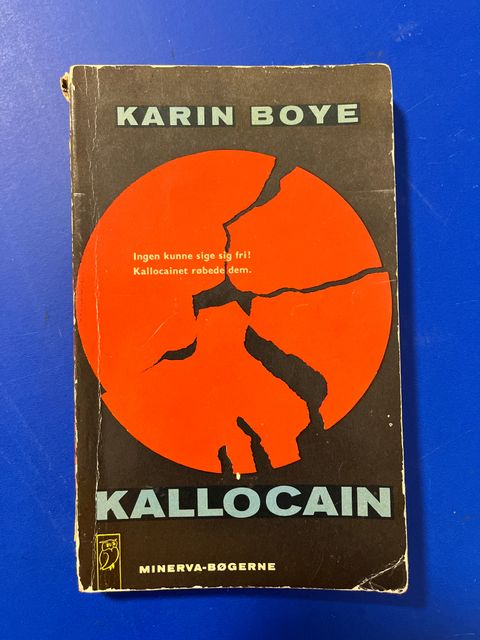 KARIN BOYE
Ingen kunne sige sig fri!
Kallocainet røbede dem.
KALLOCAIN
MINERVA-BØGERNE